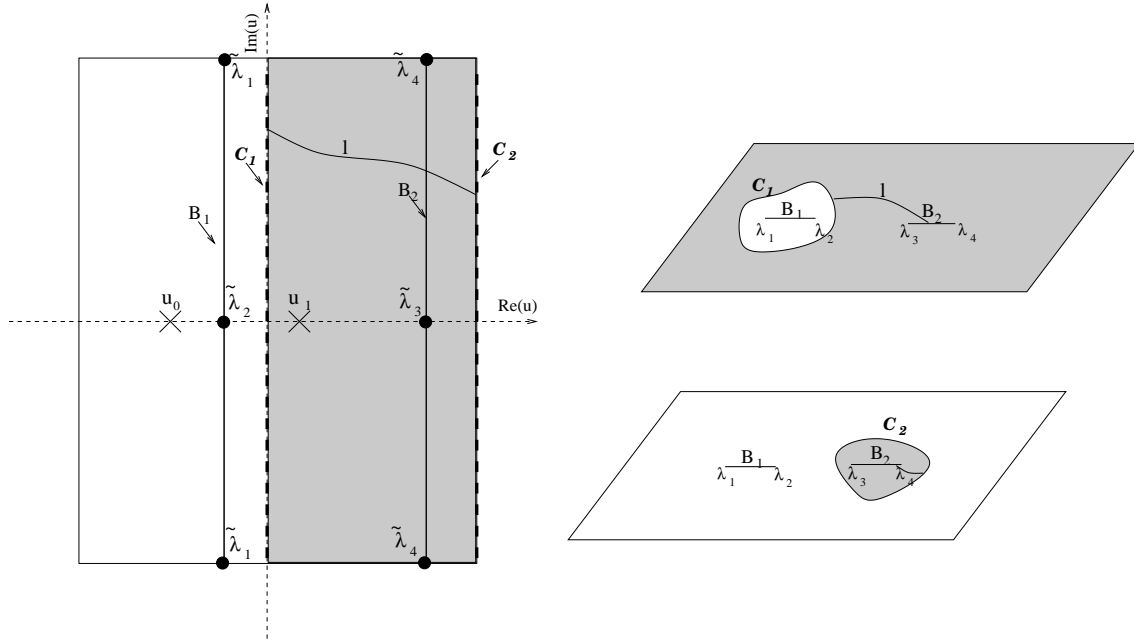 Im(u)
λ̃₁
λ̃₄
C₁
l
C₂
B₁
B₂
u₀
λ̃₂
u₁
λ̃₃
Re(u)
λ̃₁
λ̃₄
C₁
l
B₁
B₂
λ₁
λ₂
λ₃
λ₄
C₂
B₁
B₂
λ₁
λ₂
λ₃
λ₄